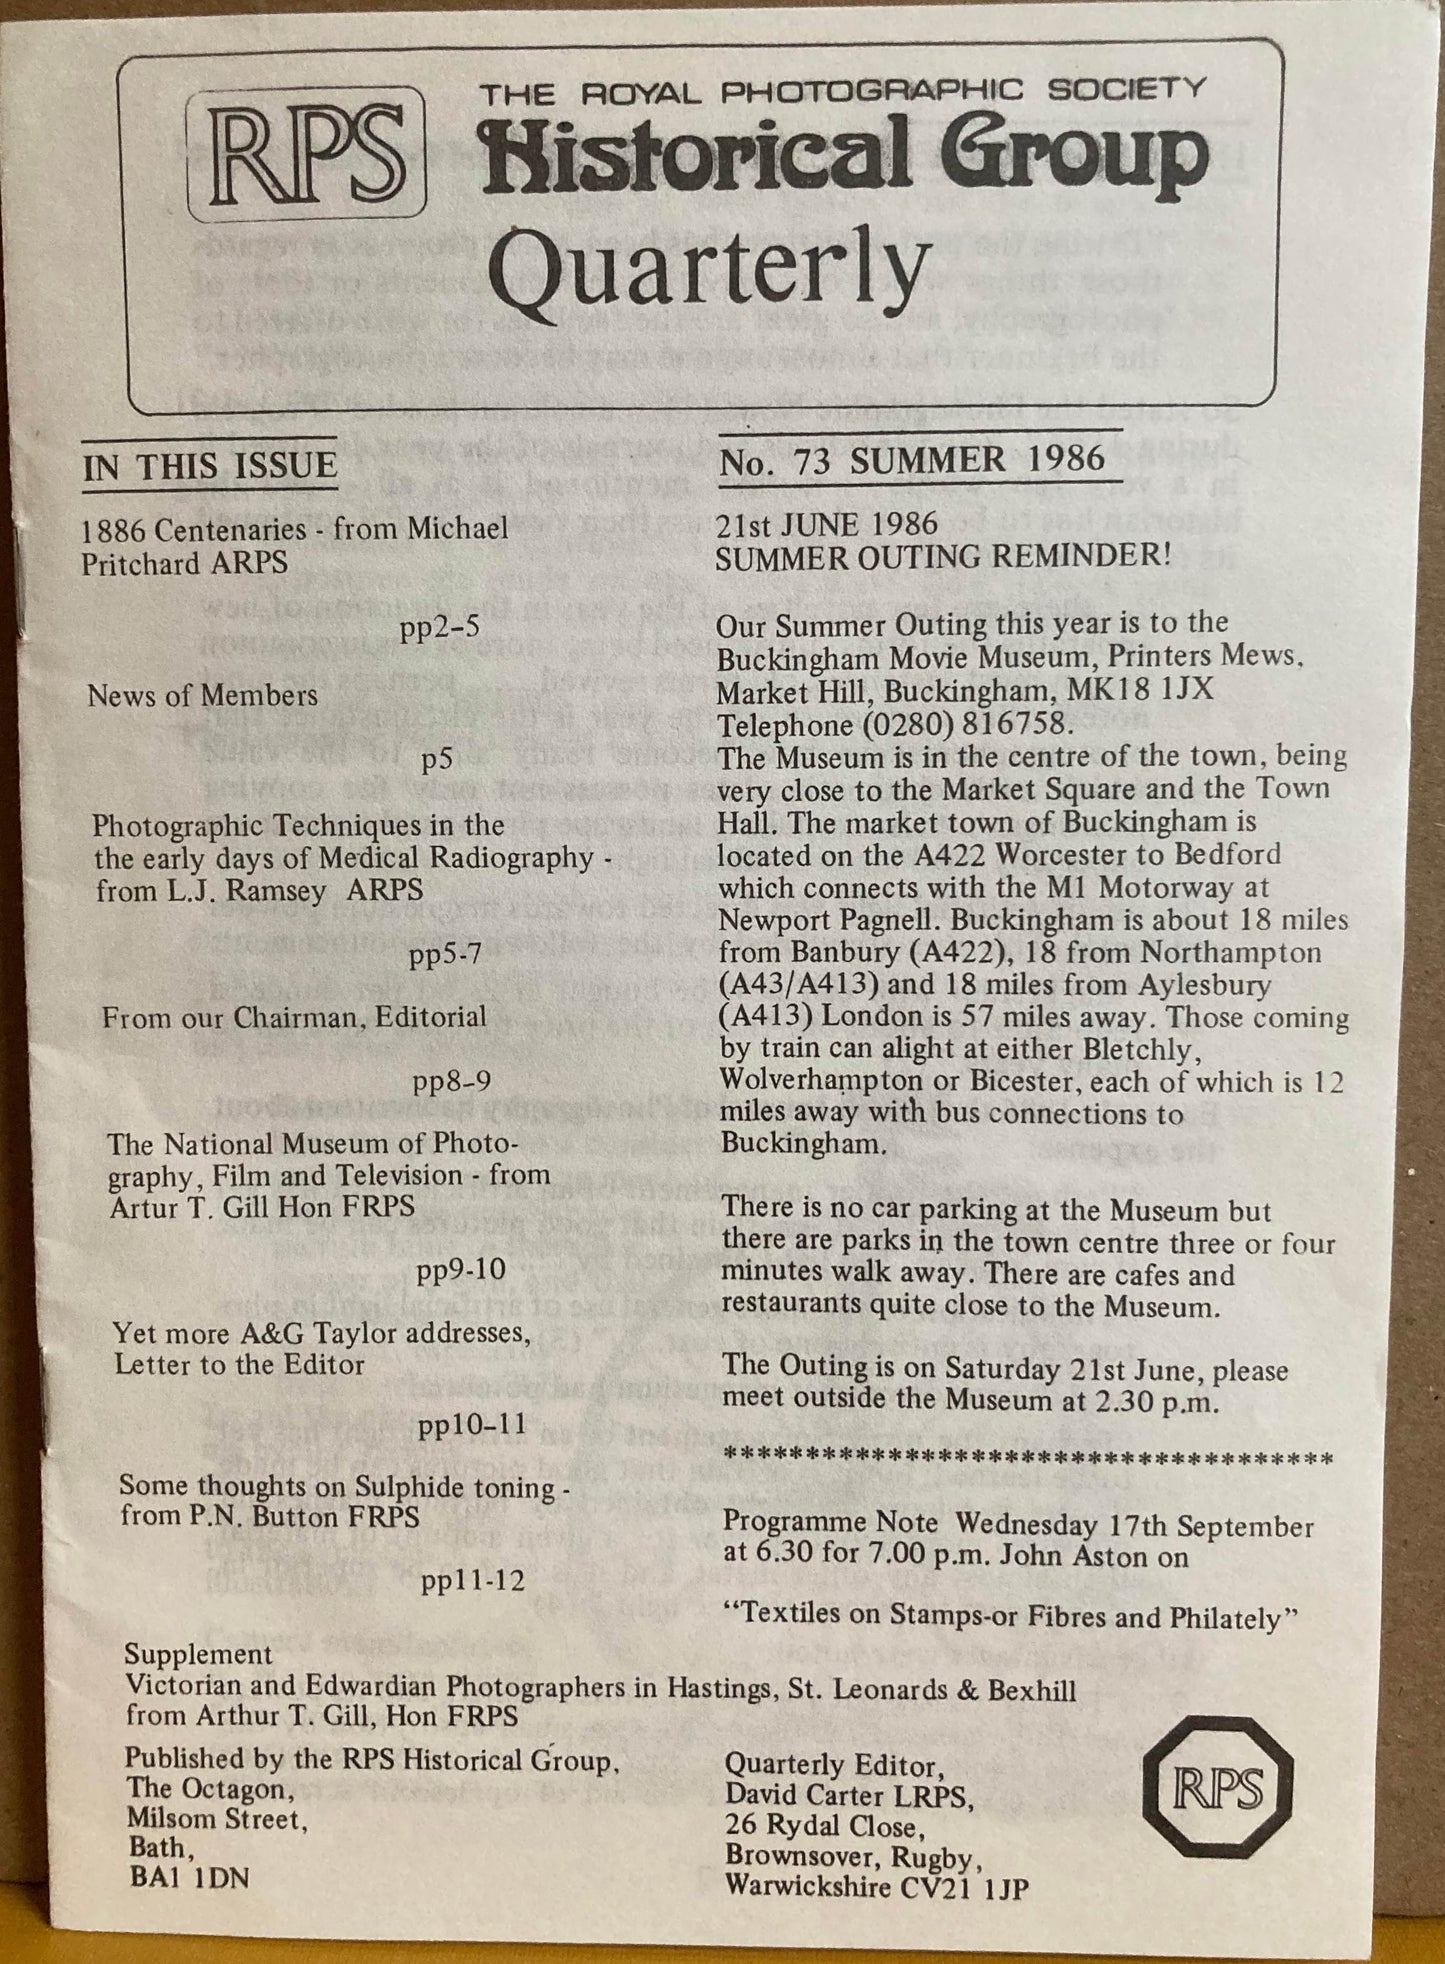 RPS
THE ROYAL PHOTOGRAPHIC SOCIETY
Historical Group
Quarterly
IN THIS ISSUE
1886 Centenaries - from Michael
Pritchard ARPS
pp2-5
News of Members
p5
Photographic Techniques in the
the early days of Medical Radiography -
from L.J. Ramsey ARPS
pp5-7
From our Chairman, Editorial
pp8-9
The National Museum of Photo-
graphy, Film and Television - from
Artur T. Gill Hon FRPS
pp9-10
Yet more A&G Taylor addresses,
Letter to the Editor
pp10-11
Some thoughts on Sulphide toning -
from P.N. Button FRPS
pp11-12
No. 73 SUMMER 1986
21st JUNE 1986
SUMMER OUTING REMINDER!
Our Summer Outing this year is to the
Buckingham Movie Museum, Printers Mews,
Market Hill, Buckingham, MK18 1JX
Telephone (0280) 816758.
The Museum is in the centre of the town, being
very close to the Market Square and the Town
Hall. The market town of Buckingham is
located on the A422 Worcester to Bedford
which connects with the M1 Motorway at
Newport Pagnell. Buckingham is about 18 miles
from Banbury (A422), 18 from Northampton
(A43/A413) and 18 miles from Aylesbury
(A413) London is 57 miles away. Those coming
by train can alight at either Bletchly,
Wolverhampton or Bicester, each of which is 12
miles away with bus connections to
Buckingham.
There is no car parking at the Museum but
there are parks in the town centre three or four
minutes walk away. There are cafes and
restaurants quite close to the Museum.
The Outing is on Saturday 21st June, please
meet outside the Museum at 2.30 p.m.
**************************************
Programme Note Wednesday 17th September
at 6.30 for 7.00 p.m. John Aston on
“Textiles on Stamps-or Fibres and Philately”
Supplement
Victorian and Edwardian Photographers in Hastings, St. Leonards & Bexhill
from Arthur T. Gill, Hon FRPS
Published by the RPS Historical Group,
The Octagon,
Milsom Street,
Bath,
BA1 1DN
Quarterly Editor,
David Carter LRPS,
26 Rydal Close,
Brownsover, Rugby,
Warwickshire CV21 1JP
RPS